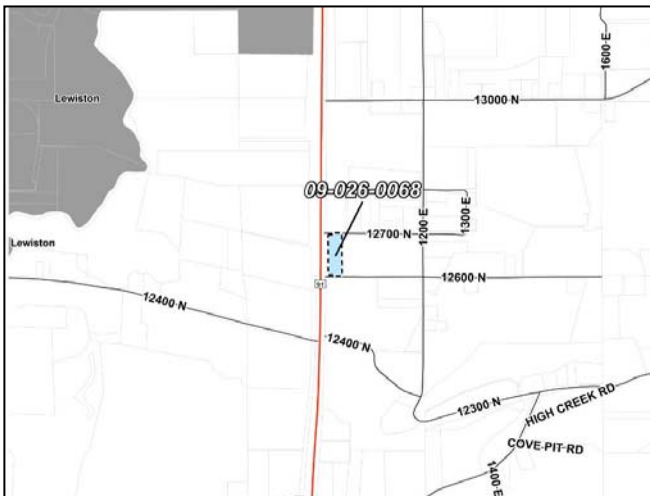 1600 E
Lewiston
13000 N
09-026-0068
1200 E
1300 E
12700 N
Lewiston
12600 N
91
12400 N
12400 N
12300 N
HIGH CREEK RD
COVE PIT RD
1400 E